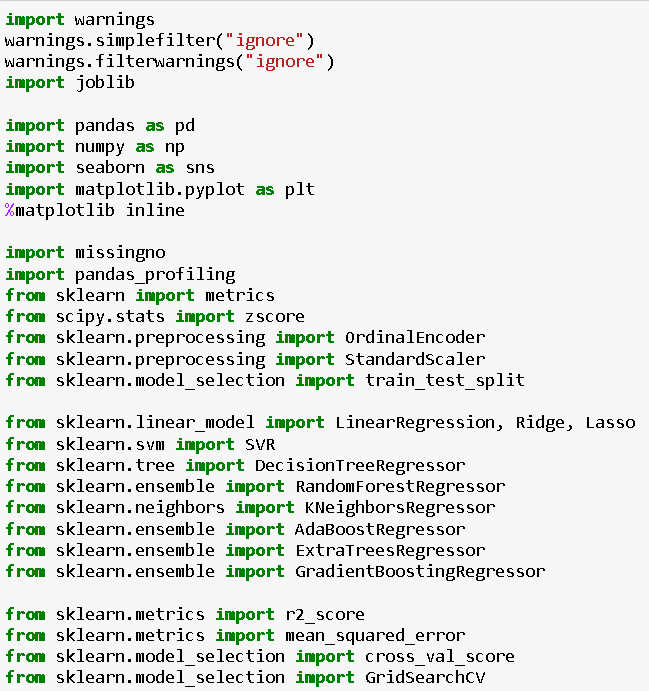 import warnings
warnings.simplefilter("ignore")
warnings.filterwarnings("ignore")
import joblib
import pandas as pd
import numpy as np
import seaborn as sns
import matplotlib.pyplot as plt
%matplotlib inline
import missingno
import pandas_profiling
from sklearn import metrics
from scipy.stats import zscore
from sklearn.preprocessing import OrdinalEncoder
from sklearn.preprocessing import StandardScaler
from sklearn.model_selection import train_test_split
from sklearn.linear_model import LinearRegression, Ridge, Lasso
from sklearn.svm import SVR
from sklearn.tree import DecisionTreeRegressor
from sklearn.ensemble import RandomForestRegressor
from sklearn.neighbors import KNeighborsRegressor
from sklearn.ensemble import AdaBoostRegressor
from sklearn.ensemble import ExtraTreesRegressor
from sklearn.ensemble import GradientBoostingRegressor
from sklearn.metrics import r2_score
from sklearn.metrics import mean_squared_error
from sklearn.model_selection import cross_val_score
from sklearn.model_selection import GridSearchCV